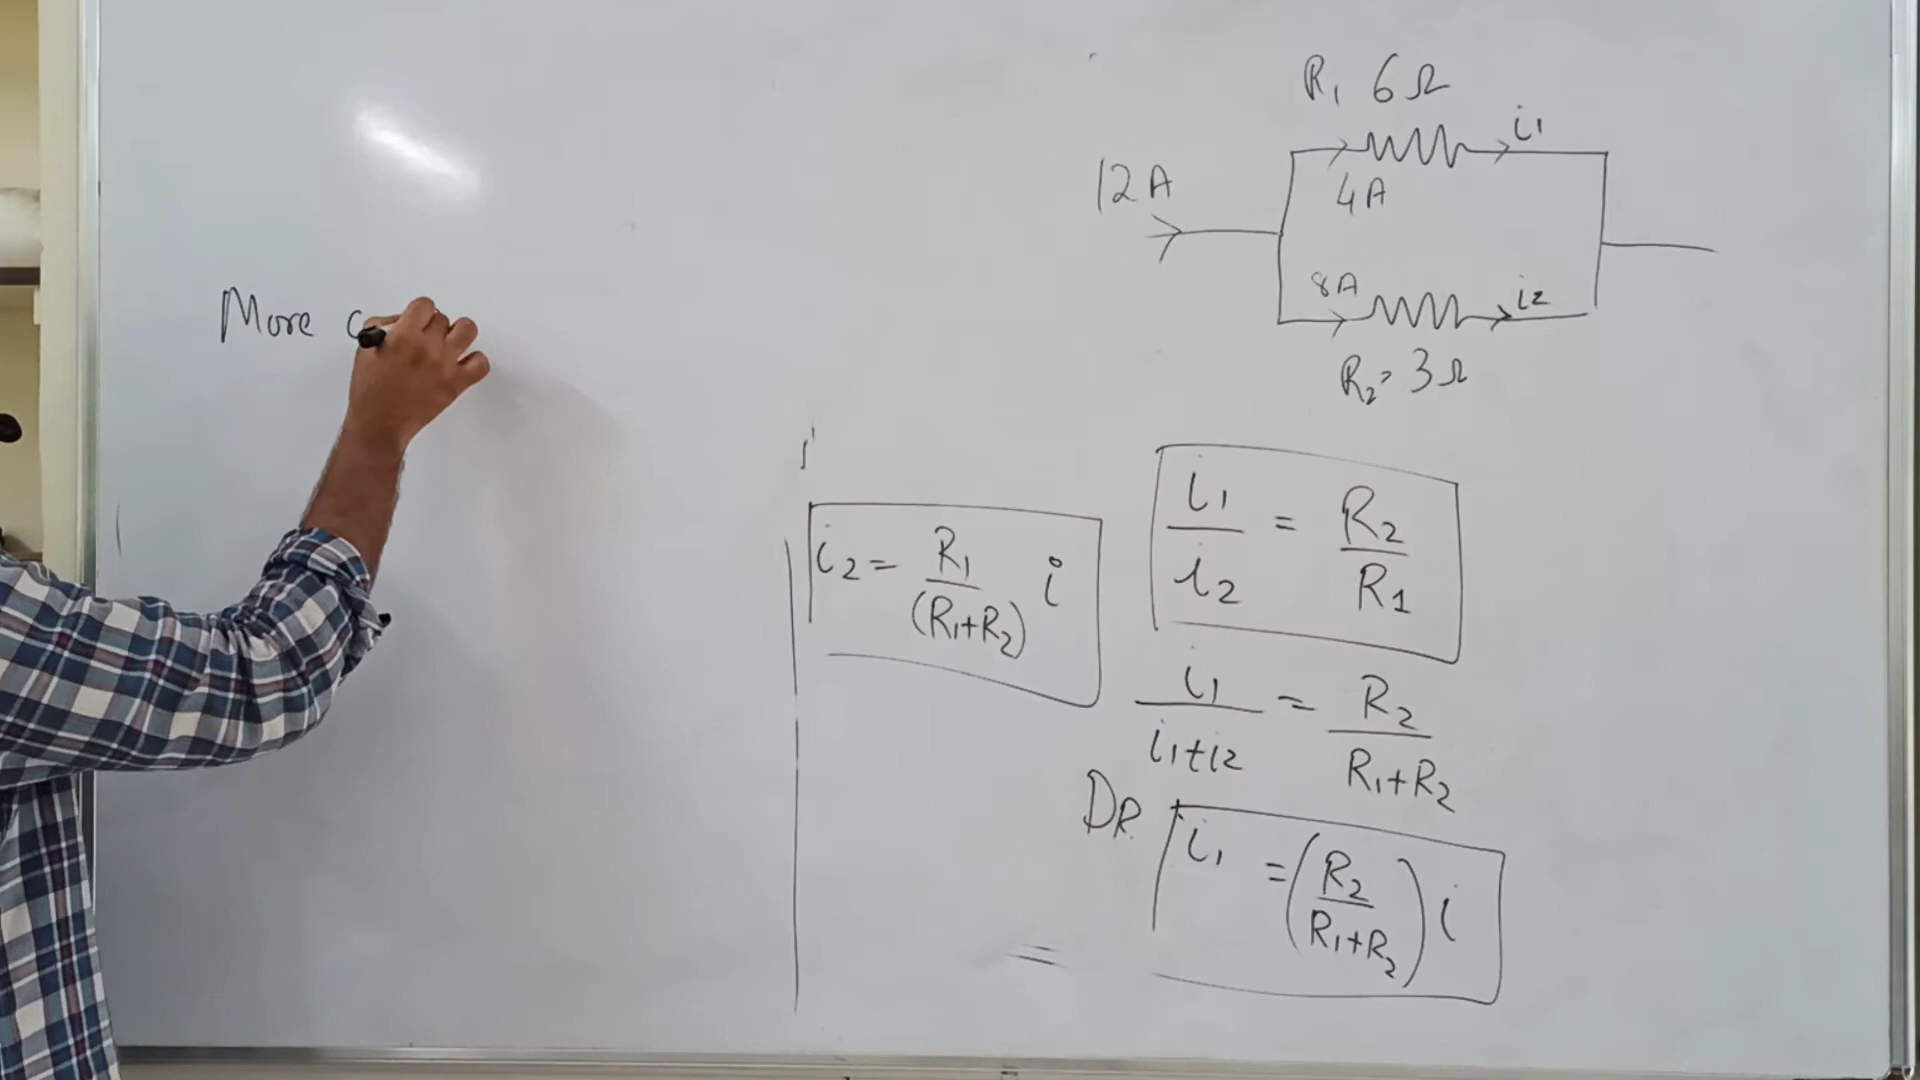 R1 6Ω
i1
12A
4A
8A
i2
R2 = 3Ω
More
i2 = R1/(R1+R2) i
i1/i2 = R2/R1
i1/(i1+i2) = R2/(R1+R2)
i1 = (R2/(R1+R2)) i
=